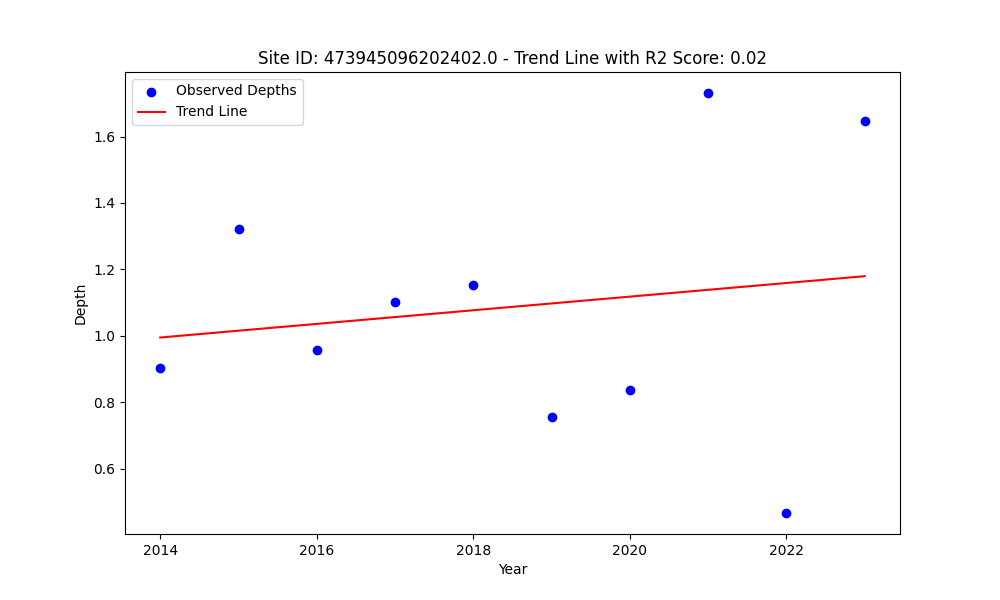 Site ID: 473945096202402.0 - Trend Line with R2 Score: 0.02
Observed Depths
Trend Line
1.6
1.4
1.2
1.0
0.8
0.6
Depth
2014 2016 2018 2020 2022
Year